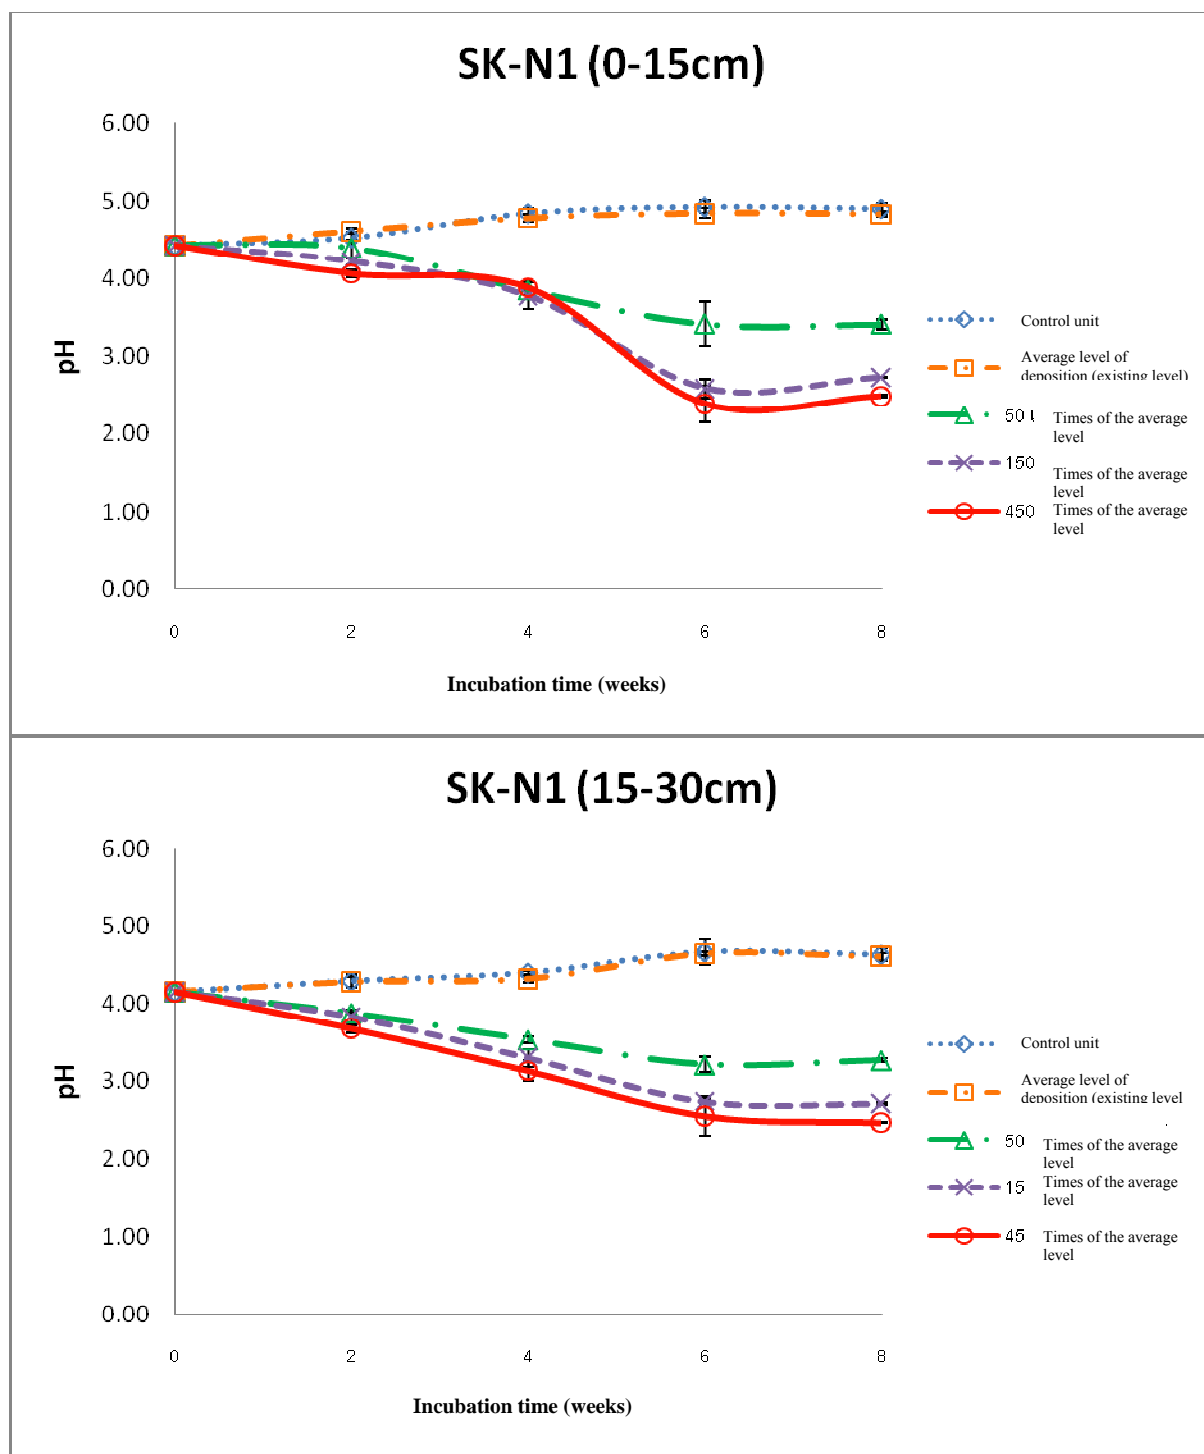 SK-N1 (0-15cm)
6.00
5.00
4.00
3.00
2.00
1.00
0.00
pH
0 2 4 6 8
Incubation time (weeks)
Control unit
Average level of
deposition (existing level)
50 t Times of the average
level
150 Times of the average
level
450 Times of the average
level
SK-N1 (15-30cm)
6.00
5.00
4.00
3.00
2.00
1.00
0.00
pH
0 2 4 6 8
Incubation time (weeks)
Control unit
Average level of
deposition (existing level
50 Times of the average
level
15 Times of the average
level
45 Times of the average
level